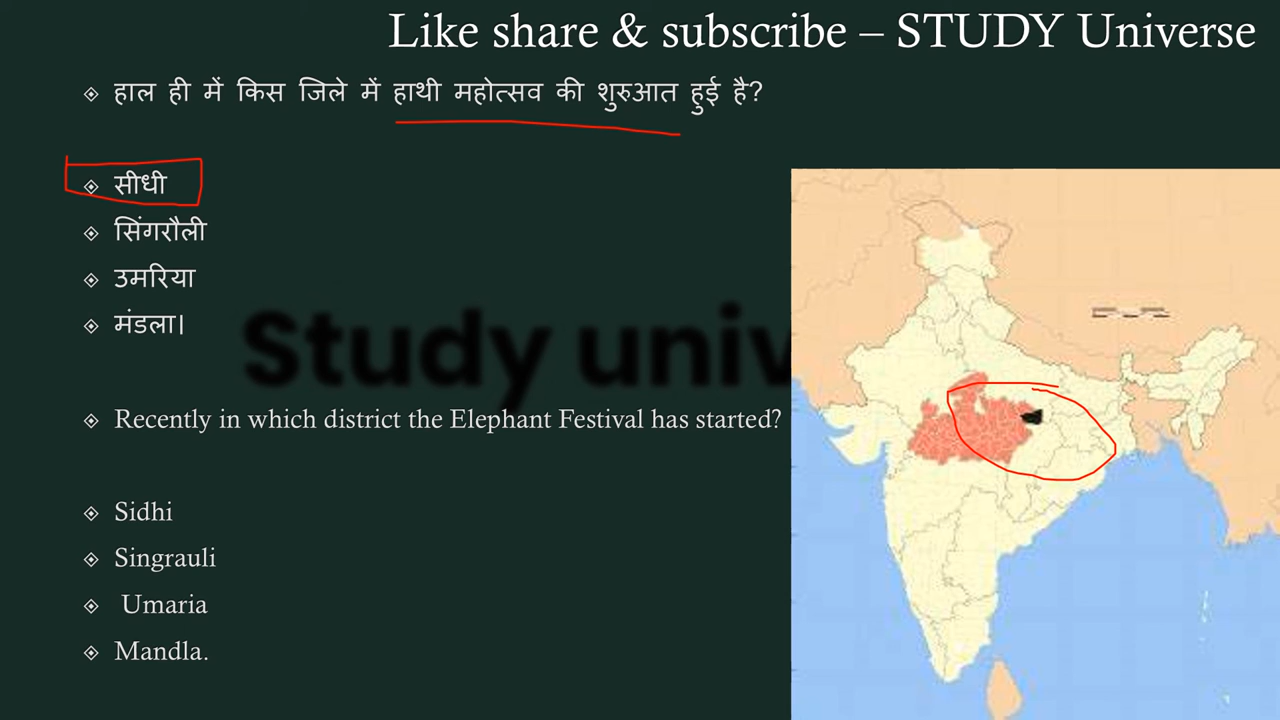 Like share & subscribe – STUDY Universe
हाल ही में किस जिले में हाथी महोत्सव की शुरुआत हुई है?
सीधी
सिंगरौली
उमरिया
मंडला।
Study univ
Recently in which district the Elephant Festival has started?
Sidhi
Singrauli
Umaria
Mandla.